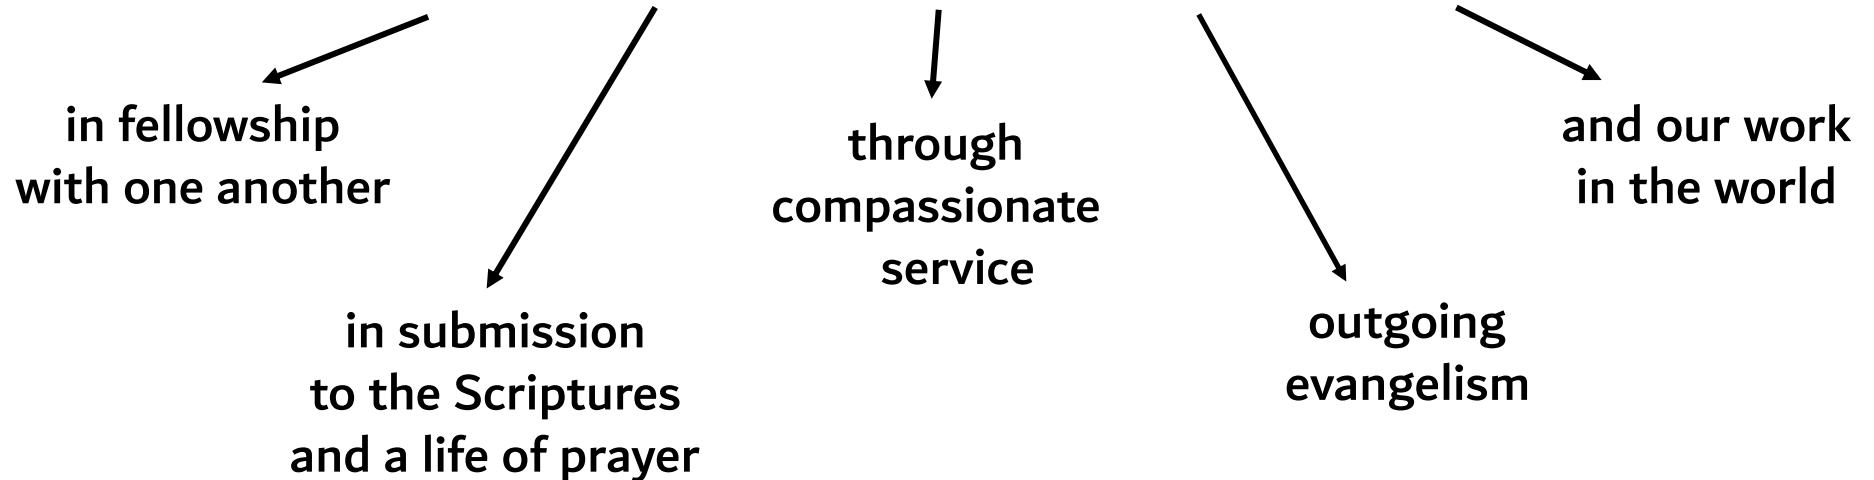 in fellowship
with one another
in submission
to the Scriptures
and a life of prayer
through
compassionate
service
outgoing
evangelism
and our work
in the world